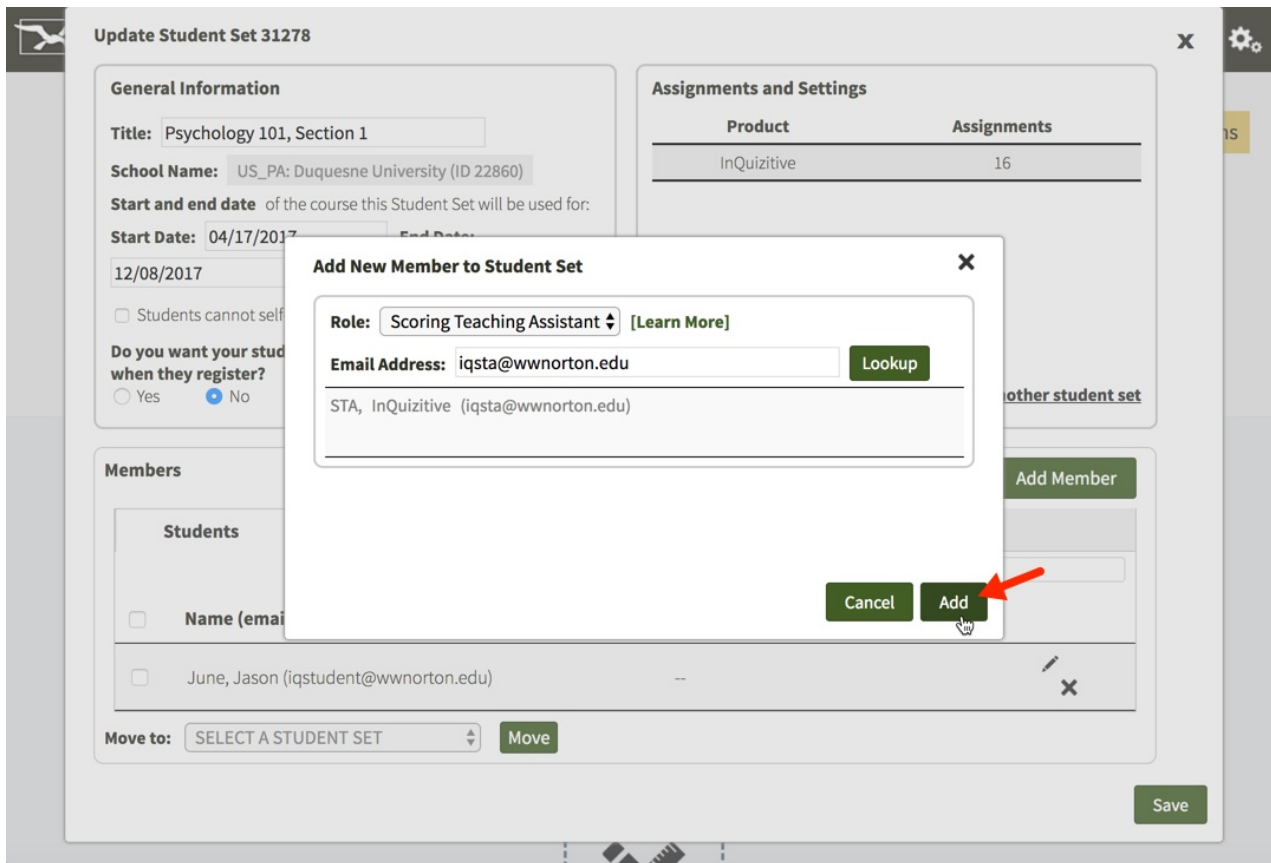 Update Student Set 31278
X
General Information
Title: Psychology 101, Section 1
School Name: US_PA: Duquesne University (ID 22860)
Start and end date of the course this Student Set will be used for:
Start Date: 04/17/2017 End Date:
12/08/2017
Students cannot self
Do you want your stud
when they register?
Yes No
Assignments and Settings
Product Assignments
InQuizitive 16
other student set
ns
Add New Member to Student Set
Role: Scoring Teaching Assistant [Learn More]
Email Address: iqsta@wwnorton.edu Lookup
STA, InQuizitive (iqsta@wwnorton.edu)
Cancel Add
Members
Add Member
Students
Name (emai
June, Jason (iqstudent@wwnorton.edu) --
Move to: SELECT A STUDENT SET Move
Save